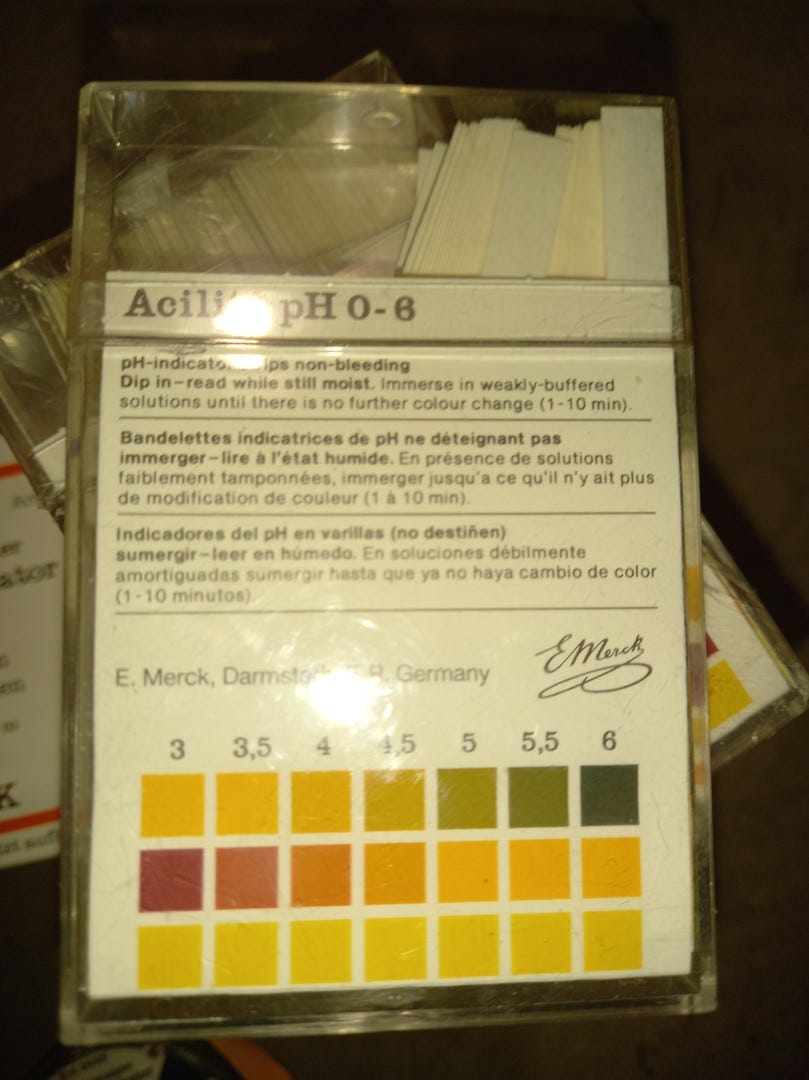 pH 0-6
non-bleeding
Dip in–read while still moist. Immerse in weakly-buffered
solutions until there is no further colour change (1-10 min).
Bandelettes indicatrices de pH ne déteignant pas
immerger–lire à l'état humide. En présence de solutions
faiblement tamponnées, immerger jusqu'a ce qu'il n'y ait plus
de modification de couleur (1 à 10 min).
Indicadores del pH en varillas (no destiñen)
sumergir–leer en húmedo. En soluciones débilmente
amortiguadas sumergir hasta que ya no haya cambio de color
(1-10 minutos).
E. Merck, Germany
E Merck
3 3,5 4 4,5 5 5,5 6